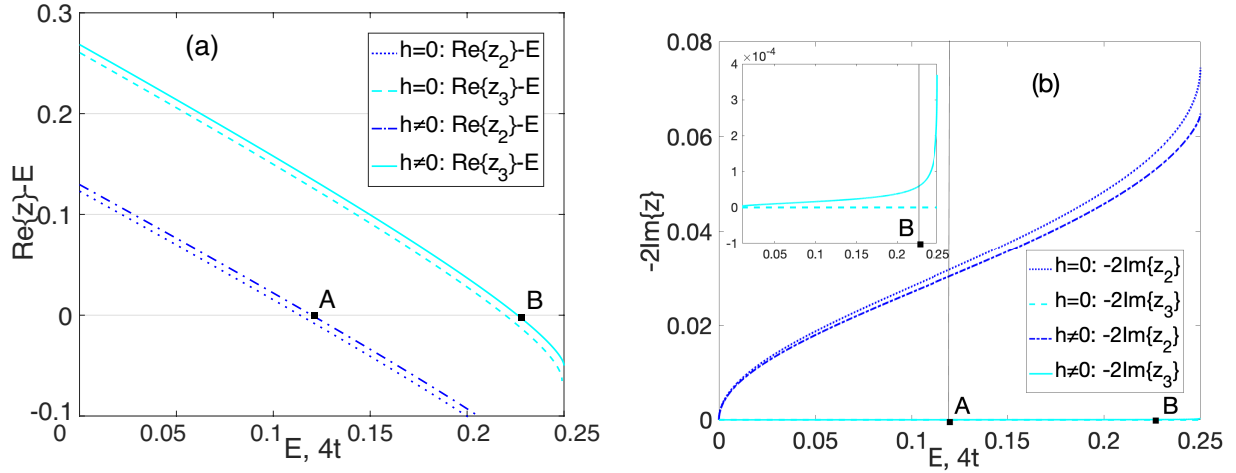 0.3
0.2
0.1
0
-0.1
Re{z}-E
(a)
h=0: Re{z₂}-E
h=0: Re{z₃}-E
h≠0: Re{z₂}-E
h≠0: Re{z₃}-E
A
B
0
0.05
0.1
0.15
0.2
0.25
E, 4t
0.08
0.06
0.04
0.02
0
-2Im{z}
(b)
× 10⁻⁴
4
3
2
1
0
-1
B
0.05
0.1
0.15
0.2
0.25
h=0: -2Im{z₂}
h=0: -2Im{z₃}
h≠0: -2Im{z₂}
h≠0: -2Im{z₃}
A
B
0
0.05
0.1
0.15
0.2
0.25
E, 4t